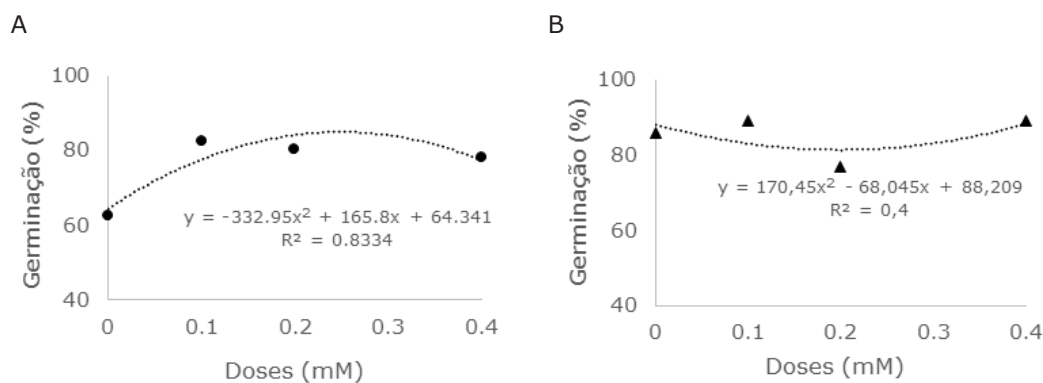 A
100
80
60
40
Germinação (%)
y = -332.95x² + 165.8x + 64.341
R² = 0.8334
0 0.1 0.2 0.3 0.4
Doses (mM)
B
100
80
60
40
Germinação (%)
y = 170,45x² - 68,045x + 88,209
R² = 0,4
0 0.1 0.2 0.3 0.4
Doses (mM)